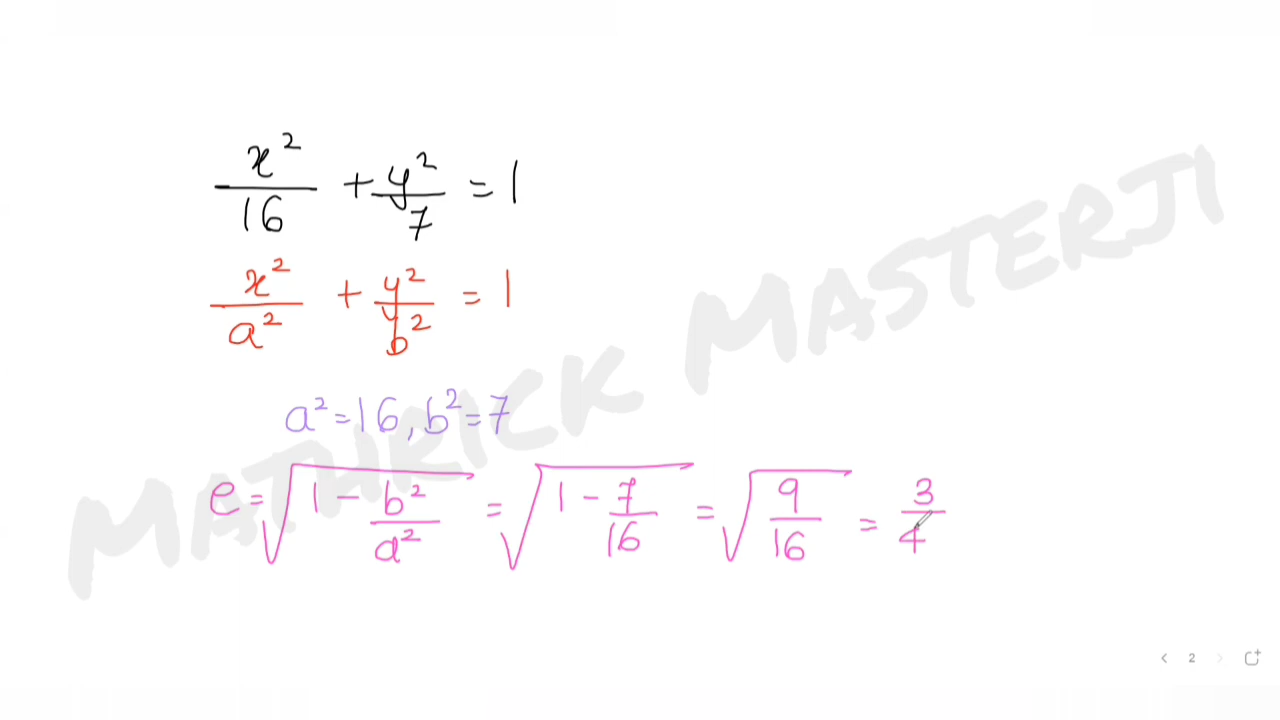 x²/16 + y²/7 = 1
x²/a² + y²/b² = 1
a² = 16, b² = 7
e = √(1 - b²/a²) = √(1 - 7/16) = √(9/16) = 3/4
MATHRICK MASTERJI
< 2 >